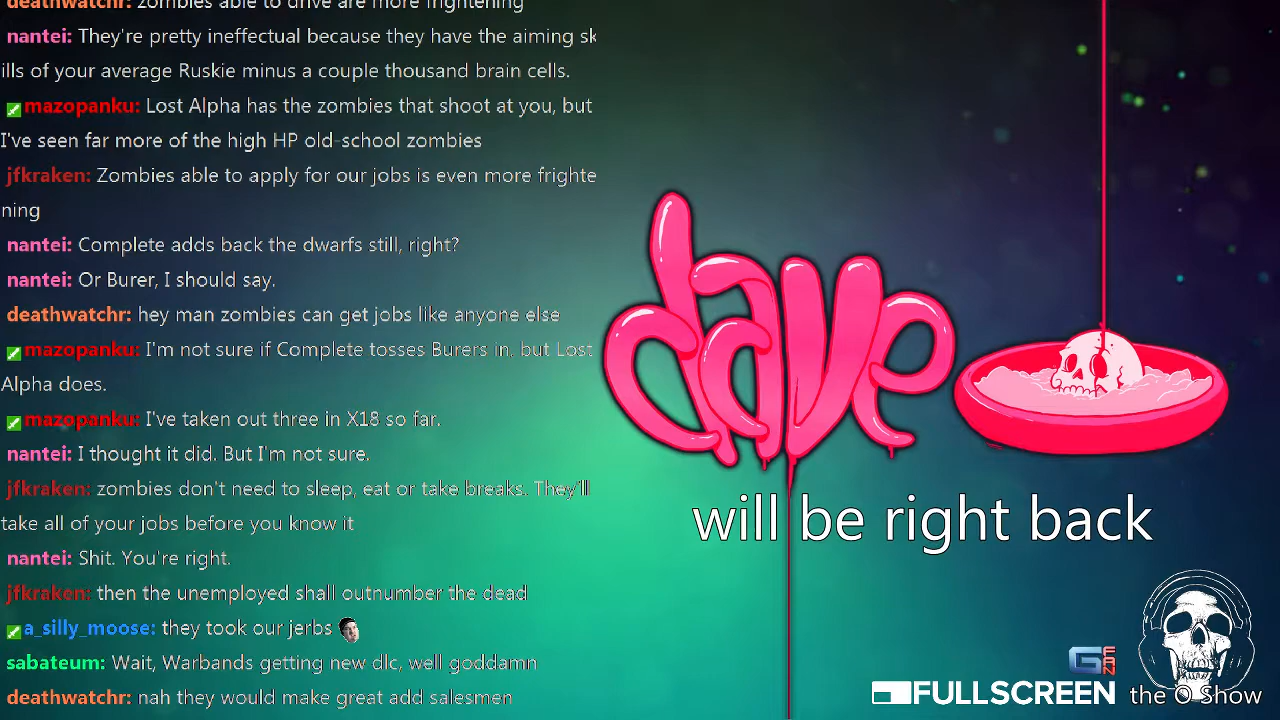 deathwatchr: zombies able to drive are more frightening
nantei: They're pretty ineffectual because they have the aiming sk
ills of your average Ruskie minus a couple thousand brain cells.
mazopanku: Lost Alpha has the zombies that shoot at you, but
I've seen far more of the high HP old-school zombies
jfkraken: Zombies able to apply for our jobs is even more frighte
ning
nantei: Complete adds back the dwarfs still, right?
nantei: Or Burer, I should say.
deathwatchr: hey man zombies can get jobs like anyone else
mazopanku: I'm not sure if Complete tosses Burers in. but Lost
Alpha does.
mazopanku: I've taken out three in X18 so far.
nantei: I thought it did. But I'm not sure.
jfkraken: zombies don't need to sleep, eat or take breaks. They'll
take all of your jobs before you know it
nantei: Shit. You're right.
jfkraken: then the unemployed shall outnumber the dead
a_silly_moose: they took our jerbs
sabateum: Wait, Warbands getting new dlc, well goddamn
deathwatchr: nah they would make great add salesmen
dave
will be right back
G FAN
FULLSCREEN
the O Show